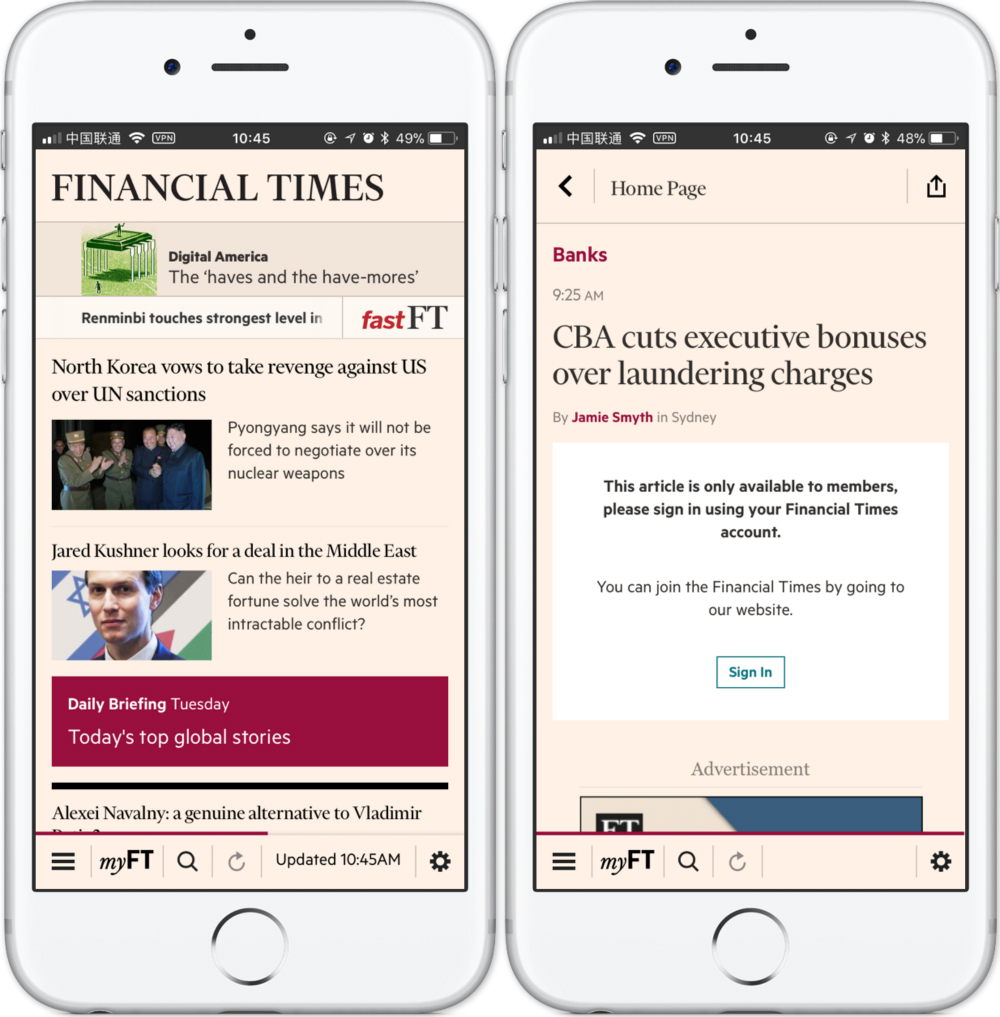 中国联通 VPN 10:45 49%
FINANCIAL TIMES
Digital America
The ‘haves and the have-mores’
Renminbi touches strongest level in
fastFT
North Korea vows to take revenge against US
over UN sanctions
Pyongyang says it will not be
forced to negotiate over its
nuclear weapons
Jared Kushner looks for a deal in the Middle East
Can the heir to a real estate
fortune solve the world’s most
intractable conflict?
Daily Briefing Tuesday
Today's top global stories
Alexei Navalny: a genuine alternative to Vladimir
myFT
Updated 10:45AM
中国联通 VPN 10:45 48%
Home Page
Banks
9:25 AM
CBA cuts executive bonuses
over laundering charges
By Jamie Smyth in Sydney
This article is only available to members,
please sign in using your Financial Times
account.
You can join the Financial Times by going to
our website.
Sign In
Advertisement
FT
myFT